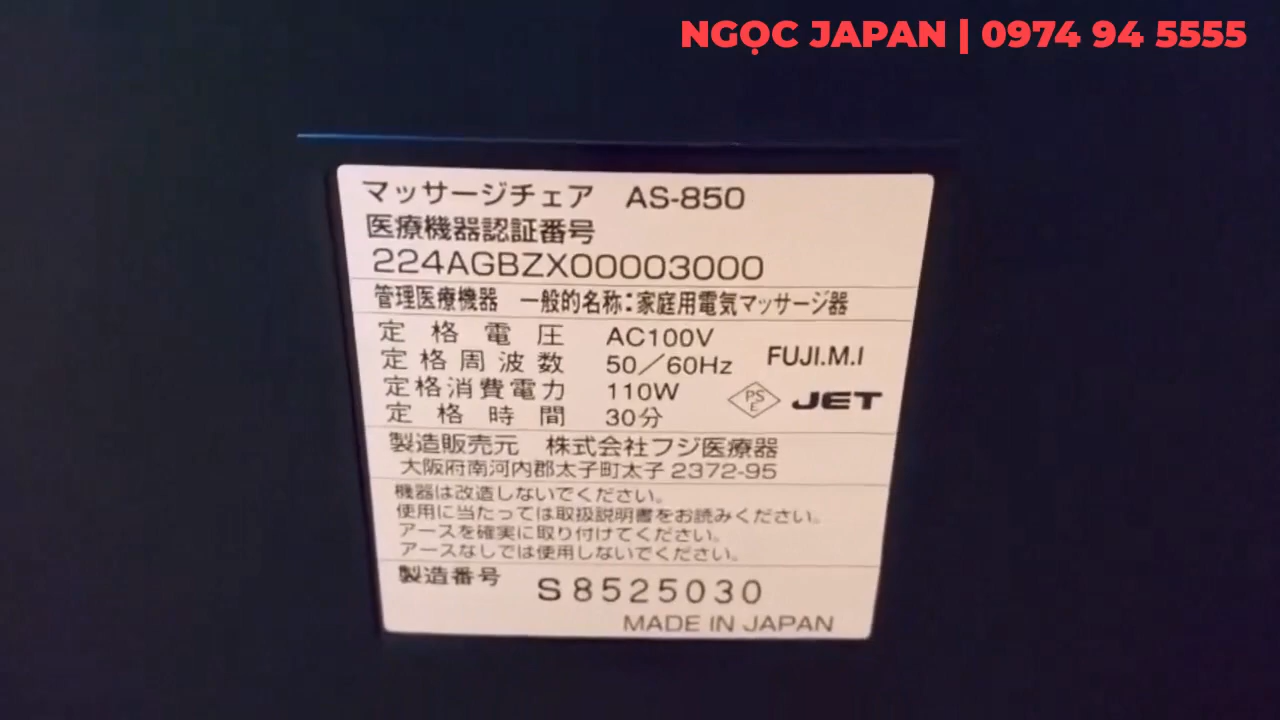 NGỌC JAPAN | 0974 94 5555
マッサージチェア AS-850
医療機器認証番号
224AGBZX00003000
管理医療機器 一般的名称:家庭用電気マッサージ器
定格電圧 AC100V
定格周波数 50/60Hz
FUJI.M.I
定格消費電力 110W
PSE JET
定格時間 30分
製造販売元 株式会社フジ医療器
大阪府南河内郡太子町太子2372-95
機器は改造しないでください。
使用に当たっては取扱説明書をお読みください。
アースを確実に取り付けてください。
アースなしでは使用しないでください。
製造番号 S8525030
MADE IN JAPAN